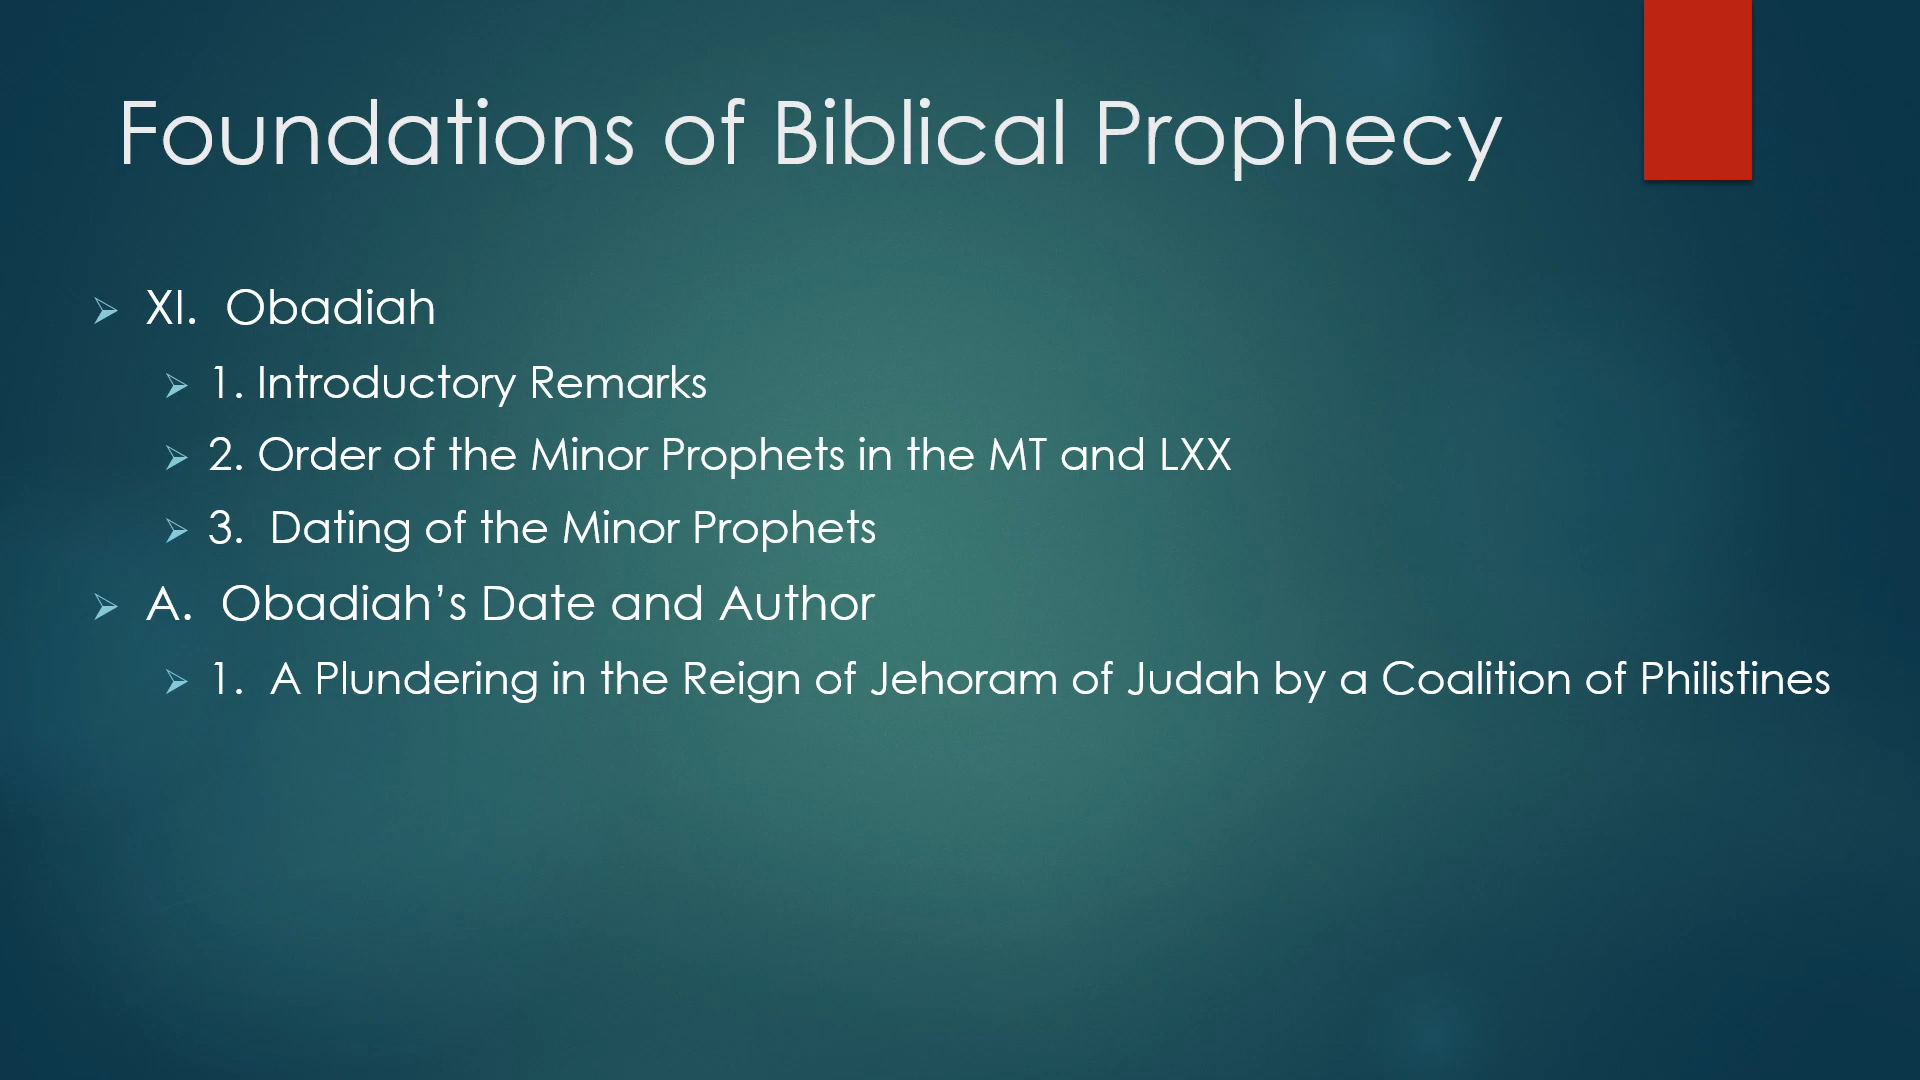 Foundations of Biblical Prophecy
XI.  Obadiah
1. Introductory Remarks
2. Order of the Minor Prophets in the MT and LXX
3.  Dating of the Minor Prophets
A.  Obadiah’s Date and Author
1.  A Plundering in the Reign of Jehoram of Judah by a Coalition of Philistines